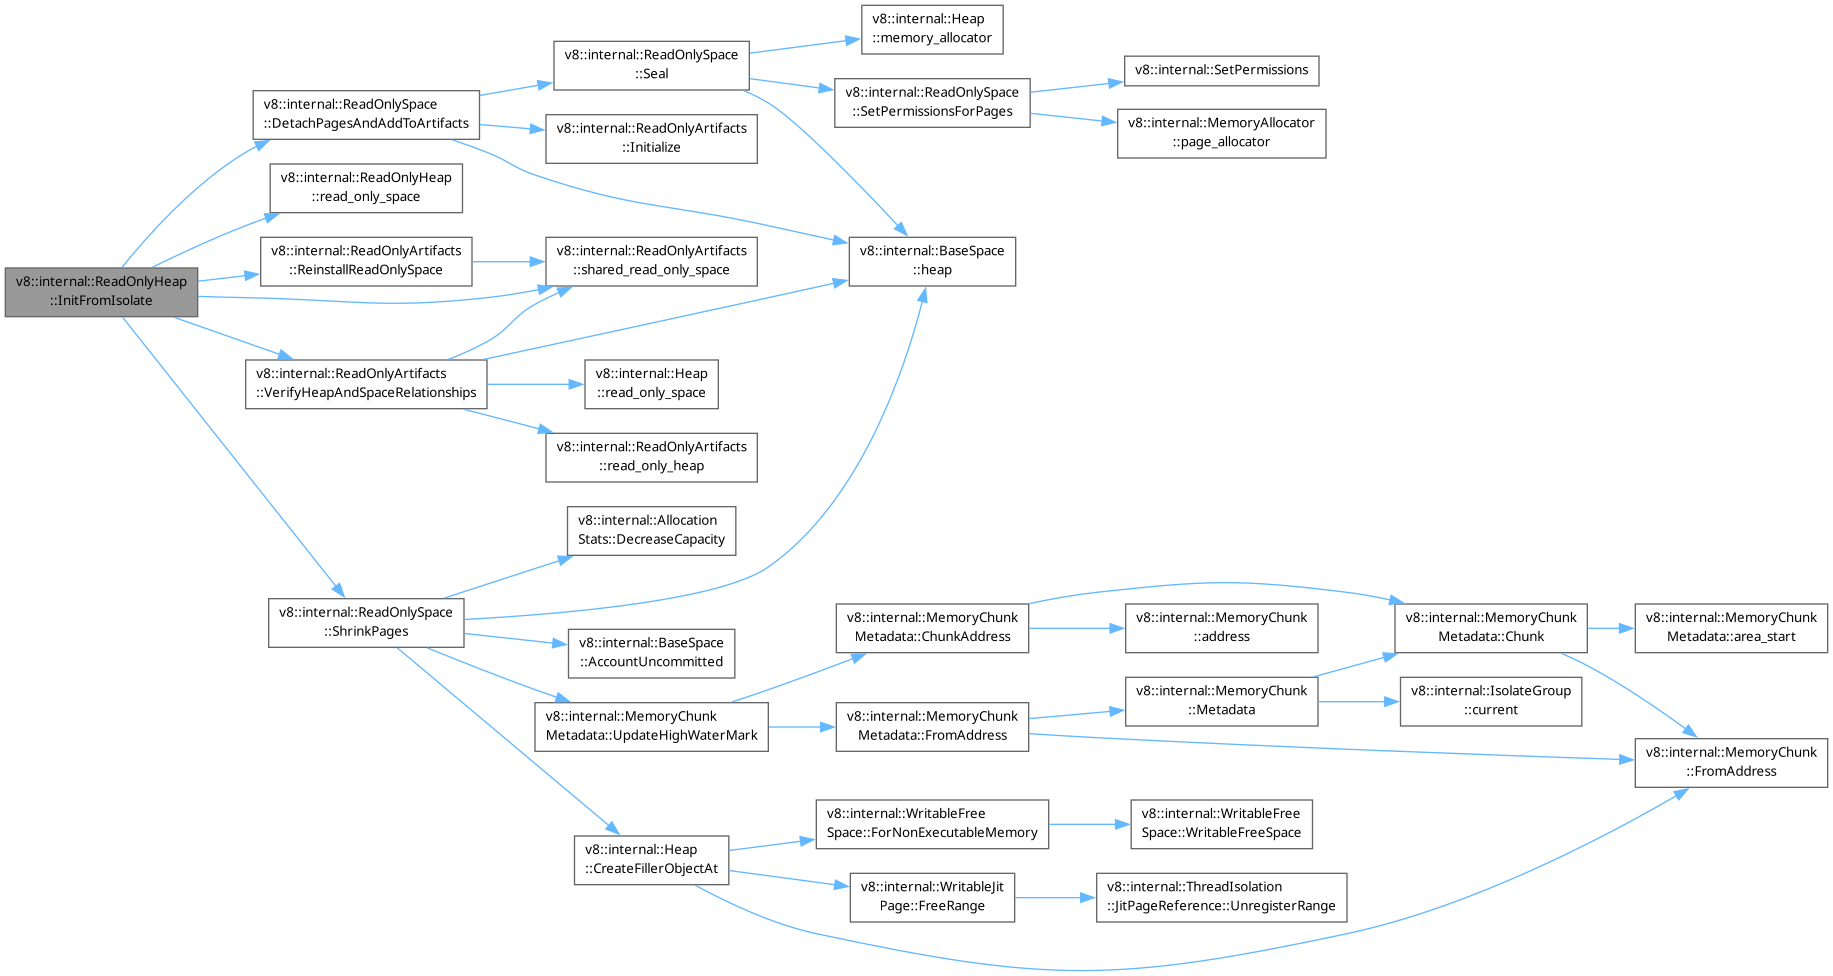 v8::internal::ReadOnlyHeap
::InitFromIsolate
v8::internal::ReadOnlySpace
::DetachPagesAndAddToArtifacts
v8::internal::ReadOnlyHeap
::read_only_space
v8::internal::ReadOnlyArtifacts
::ReinstallReadOnlySpace
v8::internal::ReadOnlyArtifacts
::VerifyHeapAndSpaceRelationships
v8::internal::ReadOnlySpace
::ShrinkPages
v8::internal::ReadOnlySpace
::Seal
v8::internal::ReadOnlyArtifacts
::Initialize
v8::internal::ReadOnlyArtifacts
::shared_read_only_space
v8::internal::Heap
::read_only_space
v8::internal::ReadOnlyArtifacts
::read_only_heap
v8::internal::Allocation
Stats::DecreaseCapacity
v8::internal::BaseSpace
::AccountUncommitted
v8::internal::MemoryChunk
Metadata::UpdateHighWaterMark
v8::internal::Heap
::CreateFillerObjectAt
v8::internal::Heap
::memory_allocator
v8::internal::ReadOnlySpace
::SetPermissionsForPages
v8::internal::BaseSpace
::heap
v8::internal::MemoryChunk
Metadata::ChunkAddress
v8::internal::MemoryChunk
Metadata::FromAddress
v8::internal::WritableFree
Space::ForNonExecutableMemory
v8::internal::WritableJit
Page::FreeRange
v8::internal::SetPermissions
v8::internal::MemoryAllocator
::page_allocator
v8::internal::MemoryChunk
::address
v8::internal::MemoryChunk
::Metadata
v8::internal::WritableFree
Space::WritableFreeSpace
v8::internal::ThreadIsolation
::JitPageReference::UnregisterRange
v8::internal::MemoryChunk
Metadata::Chunk
v8::internal::IsolateGroup
::current
v8::internal::MemoryChunk
Metadata::area_start
v8::internal::MemoryChunk
::FromAddress